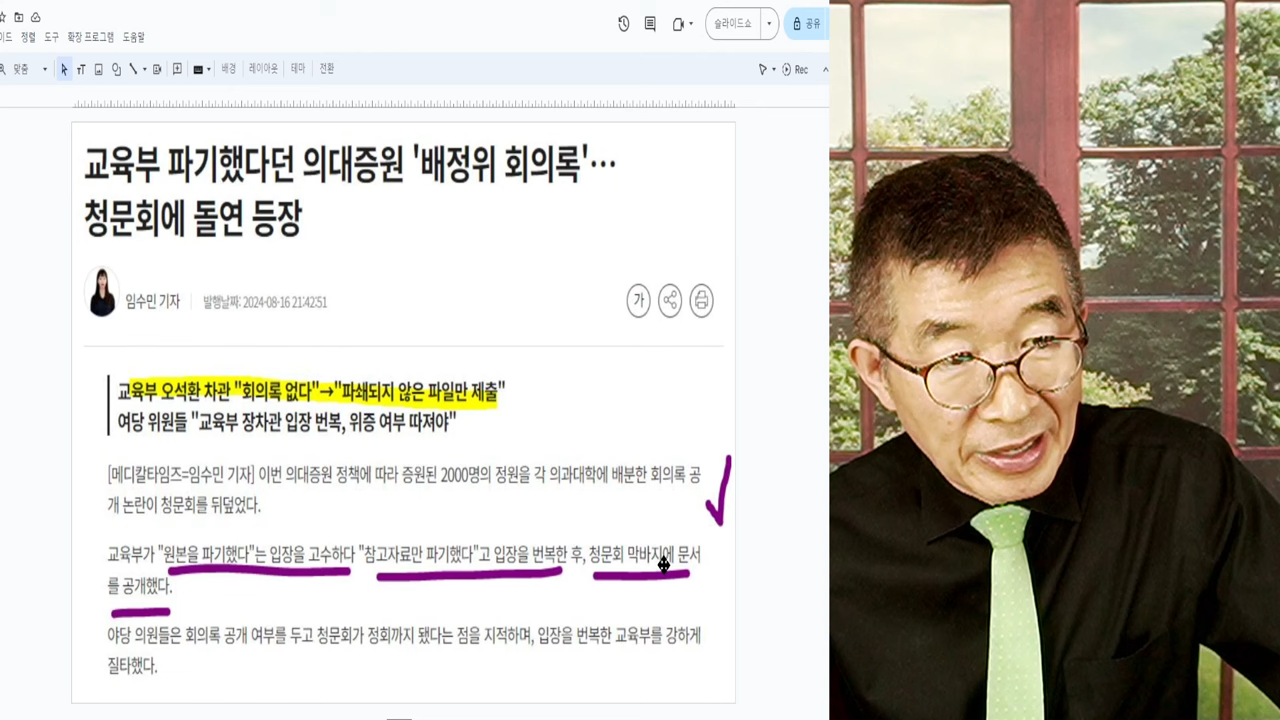 슬라이드쇼
공유
이드 정렬 도구 확장 프로그램 도움말
맞춤
배경 레이아웃 테마 전환
Rec
교육부 파기했다던 의대증원 '배정위 회의록'…
청문회에 돌연 등장
임수민 기자 발행날짜: 2024-08-16 21:42:51
가
교육부 오석환 차관 "회의록 없다"→"파쇄되지 않은 파일만 제출"
여당 위원들 "교육부 장차관 입장 번복, 위증 여부 따져야"
[메디칼타임즈=임수민 기자] 이번 의대증원 정책에 따라 증원된 2000명의 정원을 각 의과대학에 배분한 회의록 공
개 논란이 청문회를 뒤덮었다.
교육부가 "원본을 파기했다"는 입장을 고수하다 "참고자료만 파기했다"고 입장을 번복한 후, 청문회 막바지에 문서
를 공개했다.
야당 의원들은 회의록 공개 여부를 두고 청문회가 정회까지 됐다는 점을 지적하며, 입장을 번복한 교육부를 강하게
질타했다.